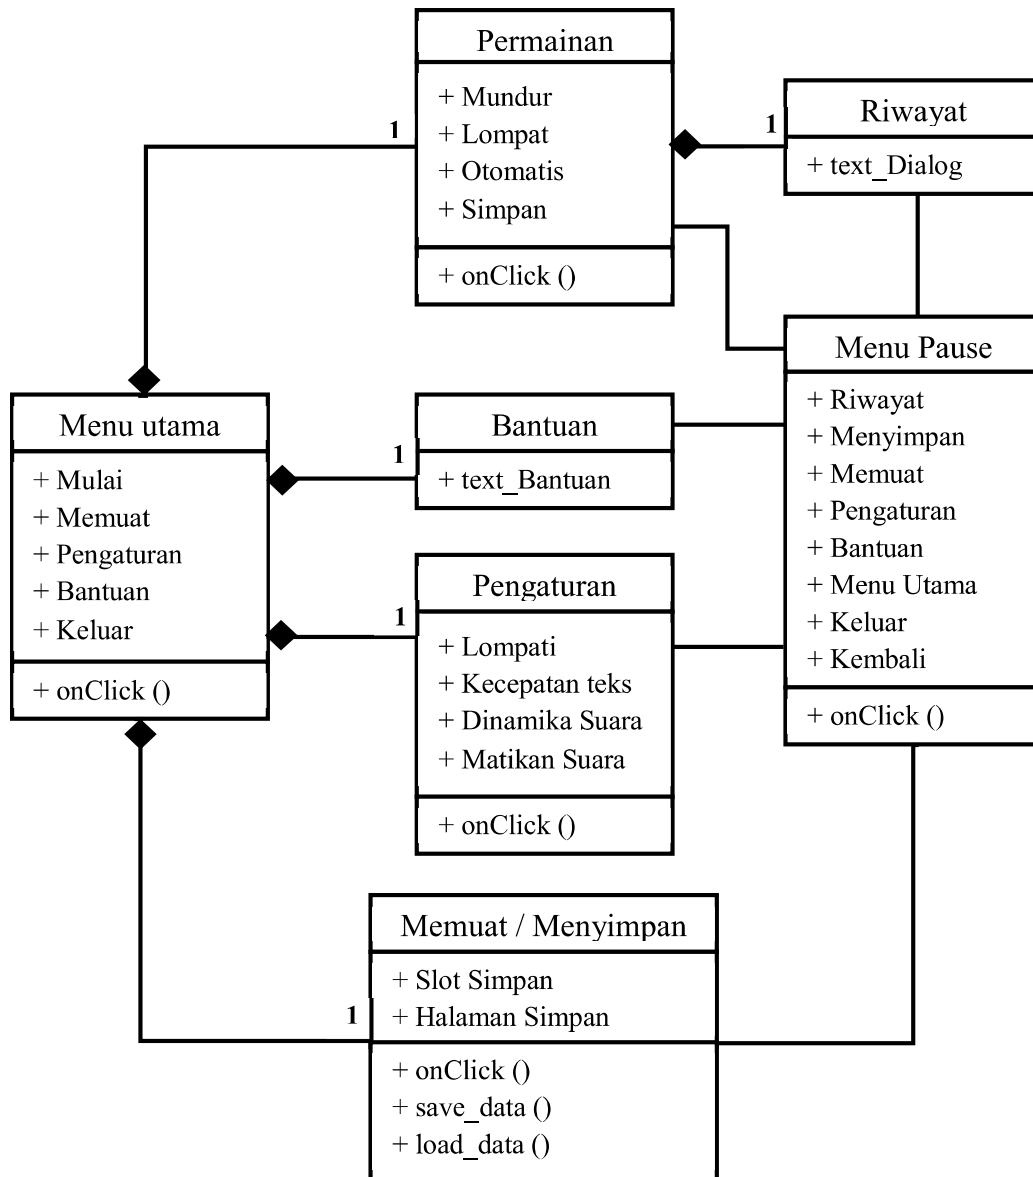 Permainan
+ Mundur
+ Lompat
+ Otomatis
+ Simpan
+ onClick ()
1
1
Riwayat
+ text_Dialog
Menu Pause
+ Riwayat
+ Menyimpan
+ Memuat
+ Pengaturan
+ Bantuan
+ Menu Utama
+ Keluar
+ Kembali
+ onClick ()
Menu utama
+ Mulai
+ Memuat
+ Pengaturan
+ Bantuan
+ Keluar
+ onClick ()
1
Bantuan
+ text_Bantuan
1
Pengaturan
+ Lompati
+ Kecepatan teks
+ Dinamika Suara
+ Matikan Suara
+ onClick ()
1
Memuat / Menyimpan
+ Slot Simpan
+ Halaman Simpan
+ onClick ()
+ save_data ()
+ load_data ()